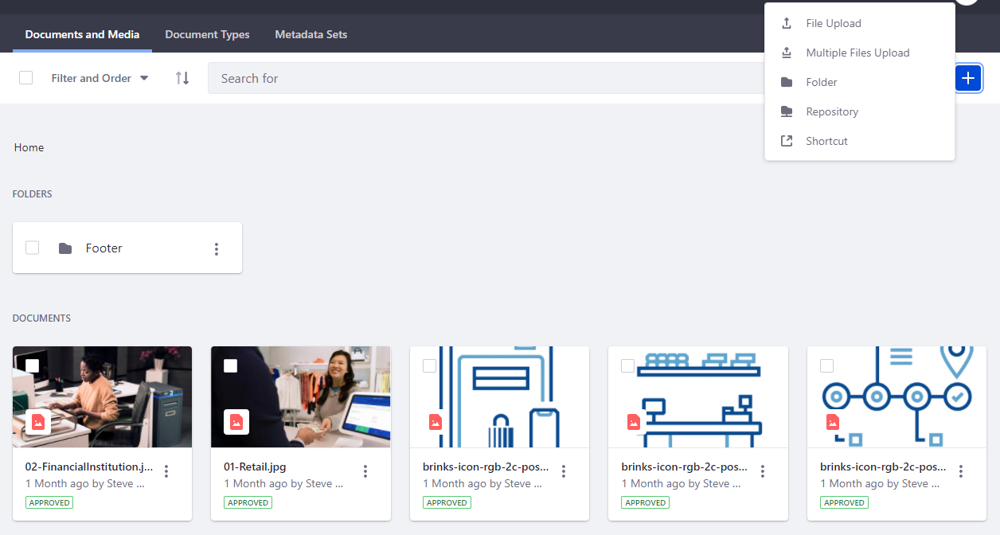 Documents and Media
Document Types
Metadata Sets
Filter and Order
Search for
File Upload
Multiple Files Upload
Folder
Repository
Shortcut
Home
FOLDERS
Footer
DOCUMENTS
02-FinancialInstitution.j...
1 Month ago by Steve ...
APPROVED
01-Retail.jpg
1 Month ago by Steve ...
APPROVED
brinks-icon-rgb-2c-pos...
1 Month ago by Steve ...
APPROVED
brinks-icon-rgb-2c-pos...
1 Month ago by Steve ...
APPROVED
brinks-icon-rgb-2c-pos...
1 Month ago by Steve ...
APPROVED